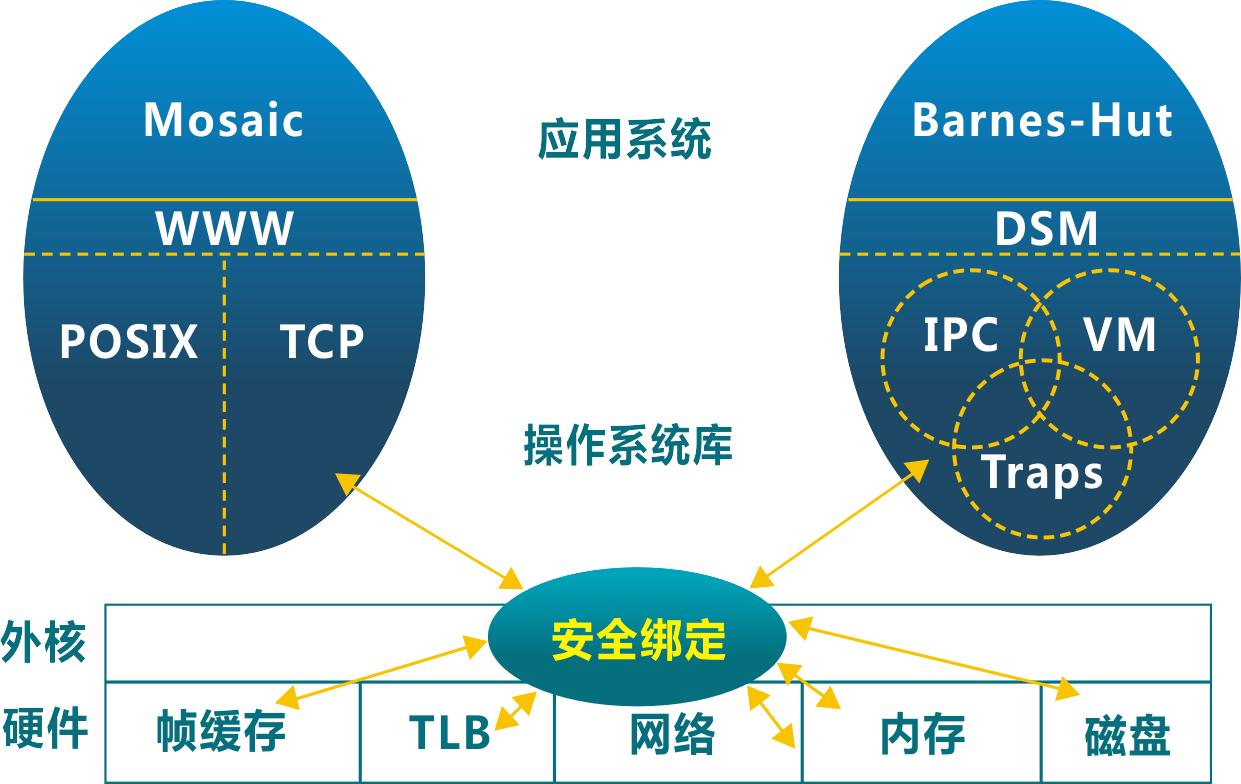 Mosaic
应用系统
Barnes-Hut
WWW
DSM
POSIX
TCP
IPC
VM
操作系统库
Traps
外核
安全绑定
硬件
帧缓存
TLB
网络
内存
磁盘